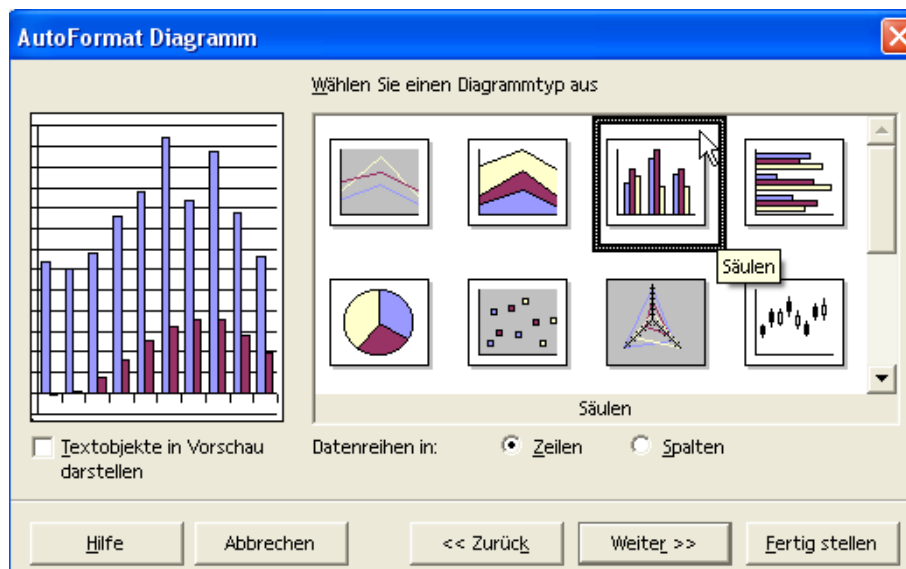 AutoFormat Diagramm
Wählen Sie einen Diagrammtyp aus
Säulen
Säulen
Textobjekte in Vorschau
darstellen
Datenreihen in:
Zeilen
Spalten
Hilfe
Abbrechen
<< Zurück
Weiter >>
Fertig stellen